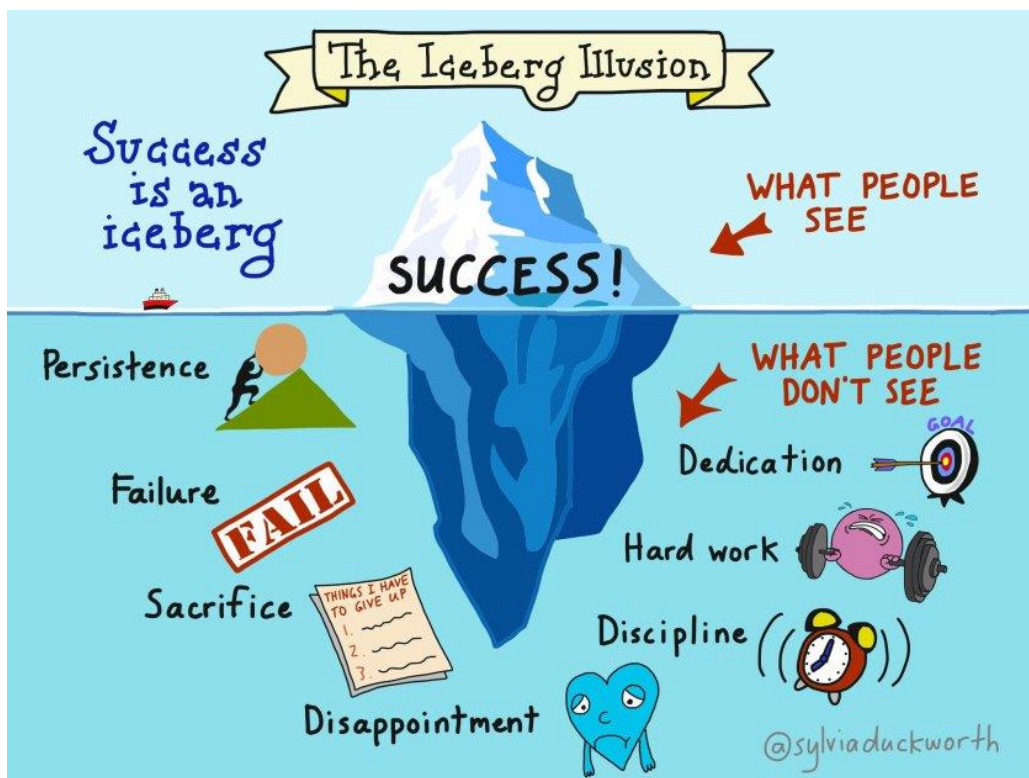 The Iceberg Illusion
Success
is an
iceberg
WHAT PEOPLE
SEE
SUCCESS!
WHAT PEOPLE
DON'T SEE
Persistence
GOAL
Dedication
Failure
FAIL
Hard work
Sacrifice
THINGS I HAVE
TO GIVE UP
1.
2.
3.
Discipline
Disappointment
@sylviaduckworth